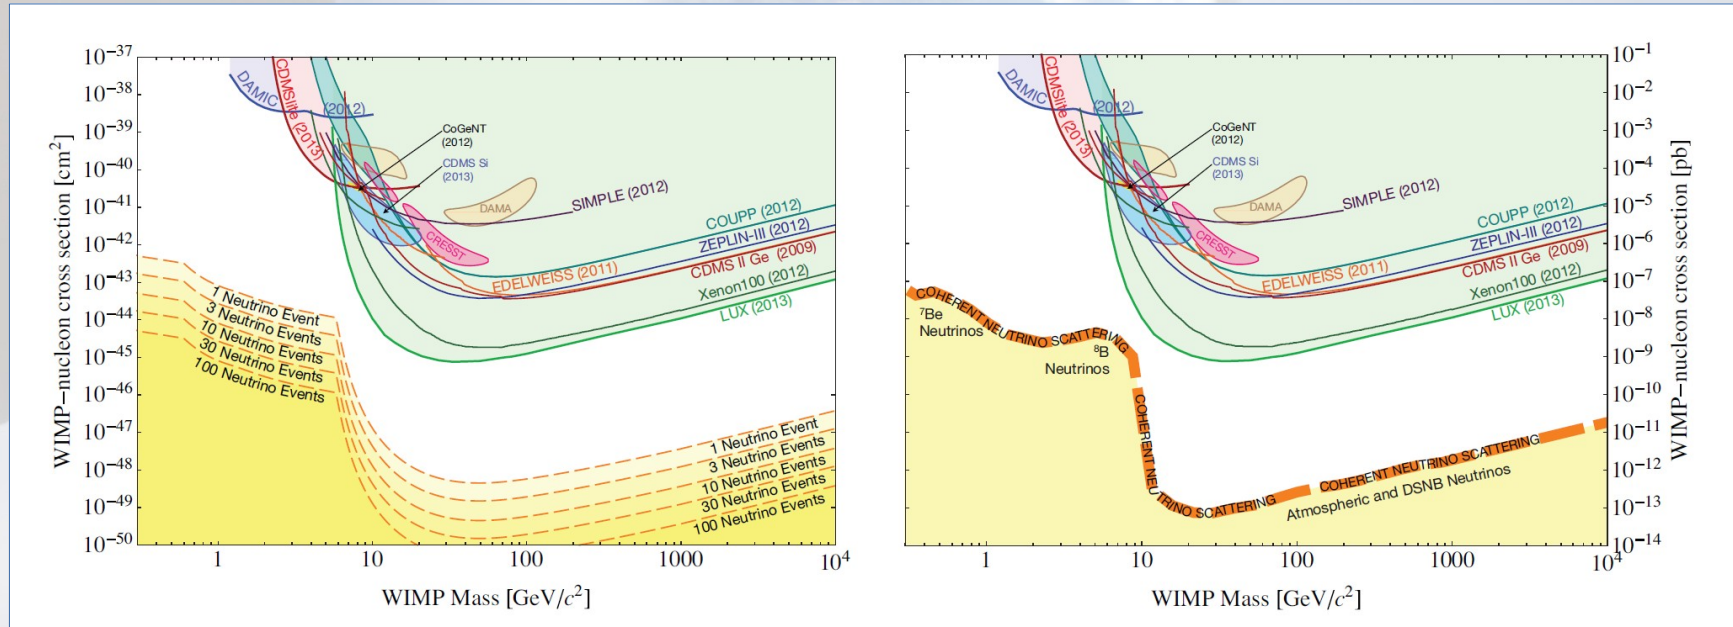 WIMP−nucleon cross section [cm²]
10⁻³⁷
10⁻³⁸
10⁻³⁹
10⁻⁴⁰
10⁻⁴¹
10⁻⁴²
10⁻⁴³
10⁻⁴⁴
10⁻⁴⁵
10⁻⁴⁶
10⁻⁴⁷
10⁻⁴⁸
10⁻⁴⁹
10⁻⁵⁰
DAMIC
(2012)
CDMSlite (2013)
CoGeNT
(2012)
CDMS Si
(2013)
DAMA
SIMPLE (2012)
CRESST
COUPP (2012)
ZEPLIN-III (2012)
EDELWEISS (2011)
CDMS II Ge (2009)
Xenon100 (2012)
LUX (2013)
1 Neutrino Event
3 Neutrino Events
10 Neutrino Events
30 Neutrino Events
100 Neutrino Events
1 Neutrino Event
3 Neutrino Events
10 Neutrino Events
30 Neutrino Events
100 Neutrino Events
1
10
100
1000
10⁴
WIMP Mass [GeV/c²]
DAMIC
(2012)
CDMSlite (2013)
CoGeNT
(2012)
CDMS Si
(2013)
DAMA
SIMPLE (2012)
CRESST
COUPP (2012)
ZEPLIN-III (2012)
EDELWEISS (2011)
CDMS II Ge (2009)
Xenon100 (2012)
LUX (2013)
COHERENT NEUTRINO SCATTERING
⁷Be
Neutrinos
⁸B
Neutrinos
COHERENT NEUTRINO SCATTERING
COHERENT NEUTRINO SCATTERING
Atmospheric and DSNB Neutrinos
10⁻¹
10⁻²
10⁻³
10⁻⁴
10⁻⁵
10⁻⁶
10⁻⁷
10⁻⁸
10⁻⁹
10⁻¹⁰
10⁻¹¹
10⁻¹²
10⁻¹³
10⁻¹⁴
WIMP−nucleon cross section [pb]
1
10
100
1000
10⁴
WIMP Mass [GeV/c²]